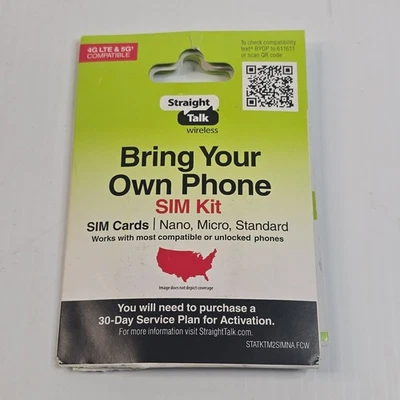 4G LTE & 5G†
COMPATIBLE
To check compatibility
text* BYOP to 611611
or scan QR code
Straight
Talk
wireless
Bring Your
Own Phone
SIM Kit
SIM Cards | Nano, Micro, Standard
Works with most compatible or unlocked phones
Image does not depict coverage
You will need to purchase a
30-Day Service Plan for Activation.
For more information visit StraightTalk.com.
STATKTM2SIMNA.FCW